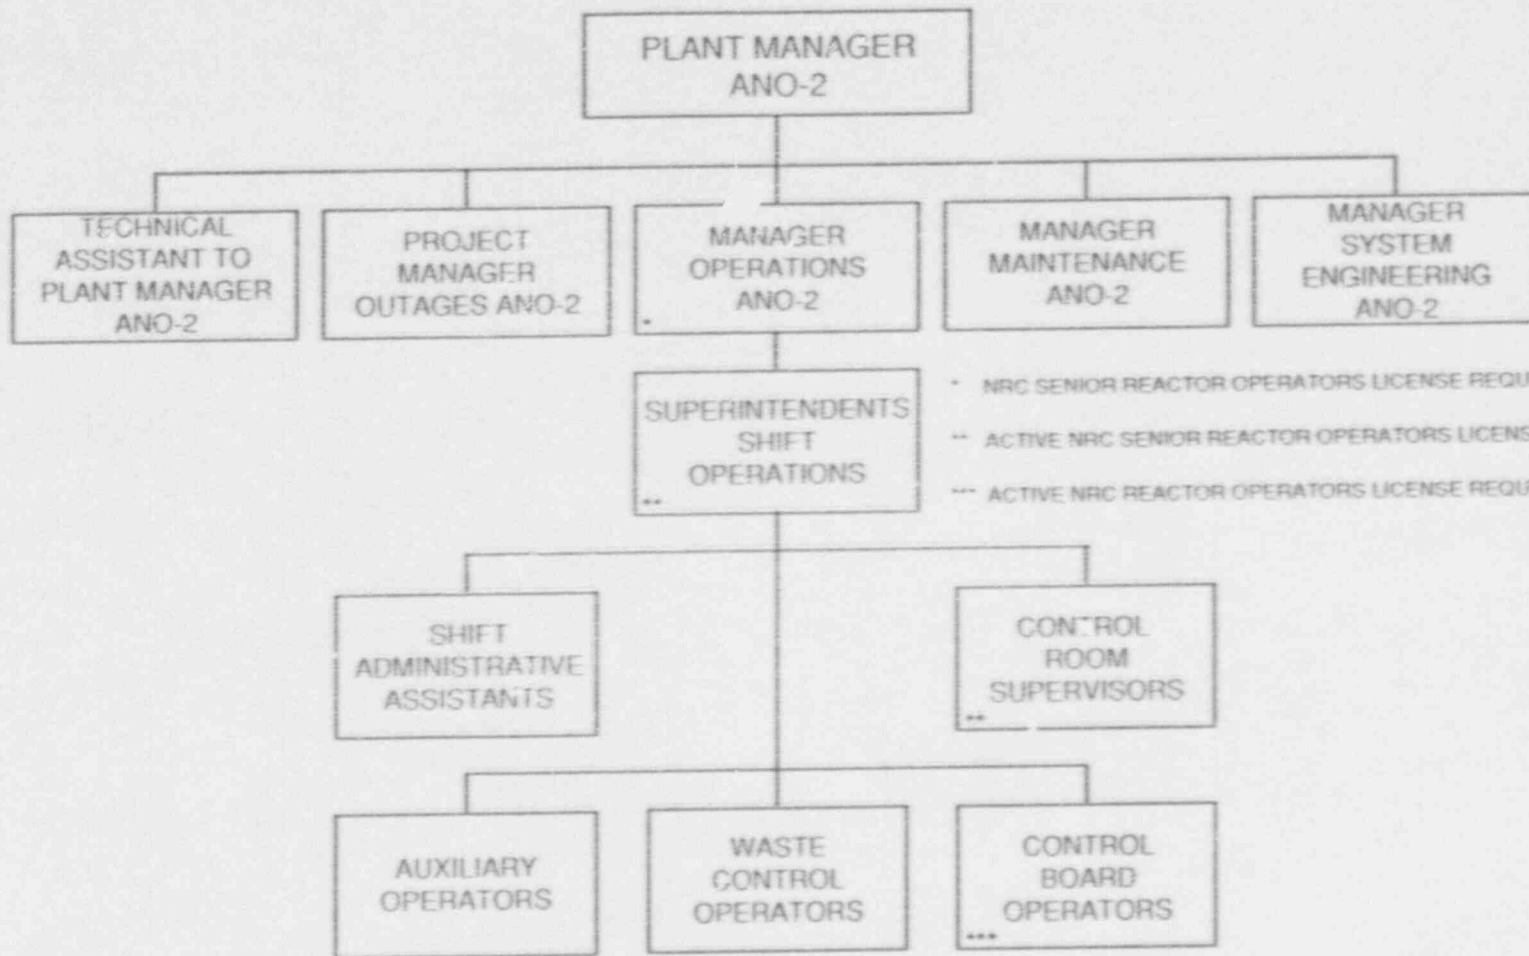 PLANT MANAGER
ANO-2
TECHNICAL
ASSISTANT TO
PLANT MANAGER
ANO-2
PROJECT
MANAGER
OUTAGES ANO-2
MANAGER
OPERATIONS
ANO-2
*
MANAGER
MAINTENANCE
ANO-2
MANAGER
SYSTEM
ENGINEERING
ANO-2
SUPERINTENDENTS
SHIFT
OPERATIONS
**
* NRC SENIOR REACTOR OPERATORS LICENSE REQU
** ACTIVE NRC SENIOR REACTOR OPERATORS LICENS
*** ACTIVE NRC REACTOR OPERATORS LICENSE REQU
SHIFT
ADMINISTRATIVE
ASSISTANTS
CONTROL
ROOM
SUPERVISORS
**
AUXILIARY
OPERATORS
WASTE
CONTROL
OPERATORS
CONTROL
BOARD
OPERATORS
***